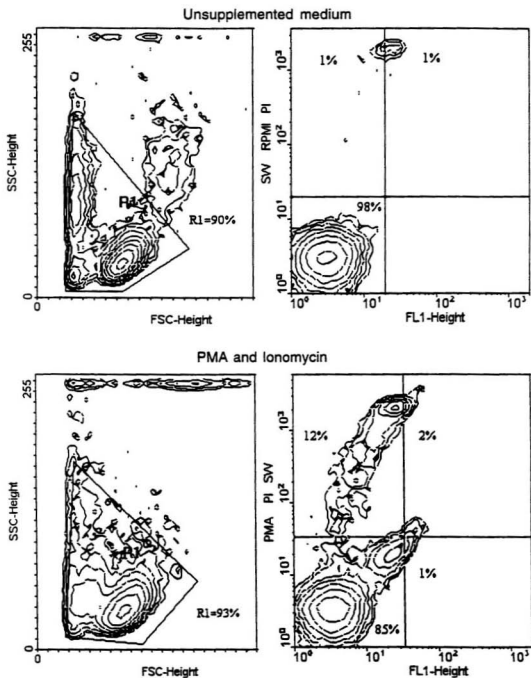 Unsupplemented medium
255
SSC-Height
R1
R1=90%
0
0
FSC-Height
SW RPMI PI
10³
10²
10¹
10⁰
1%
1%
98%
10⁰
10¹
10²
10³
FL1-Height
PMA and Ionomycin
255
SSC-Height
R1
R1=93%
0
0
FSC-Height
PMA PI SW
10³
10²
10¹
10⁰
12%
2%
1%
85%
10⁰
10¹
10²
10³
FL1-Height